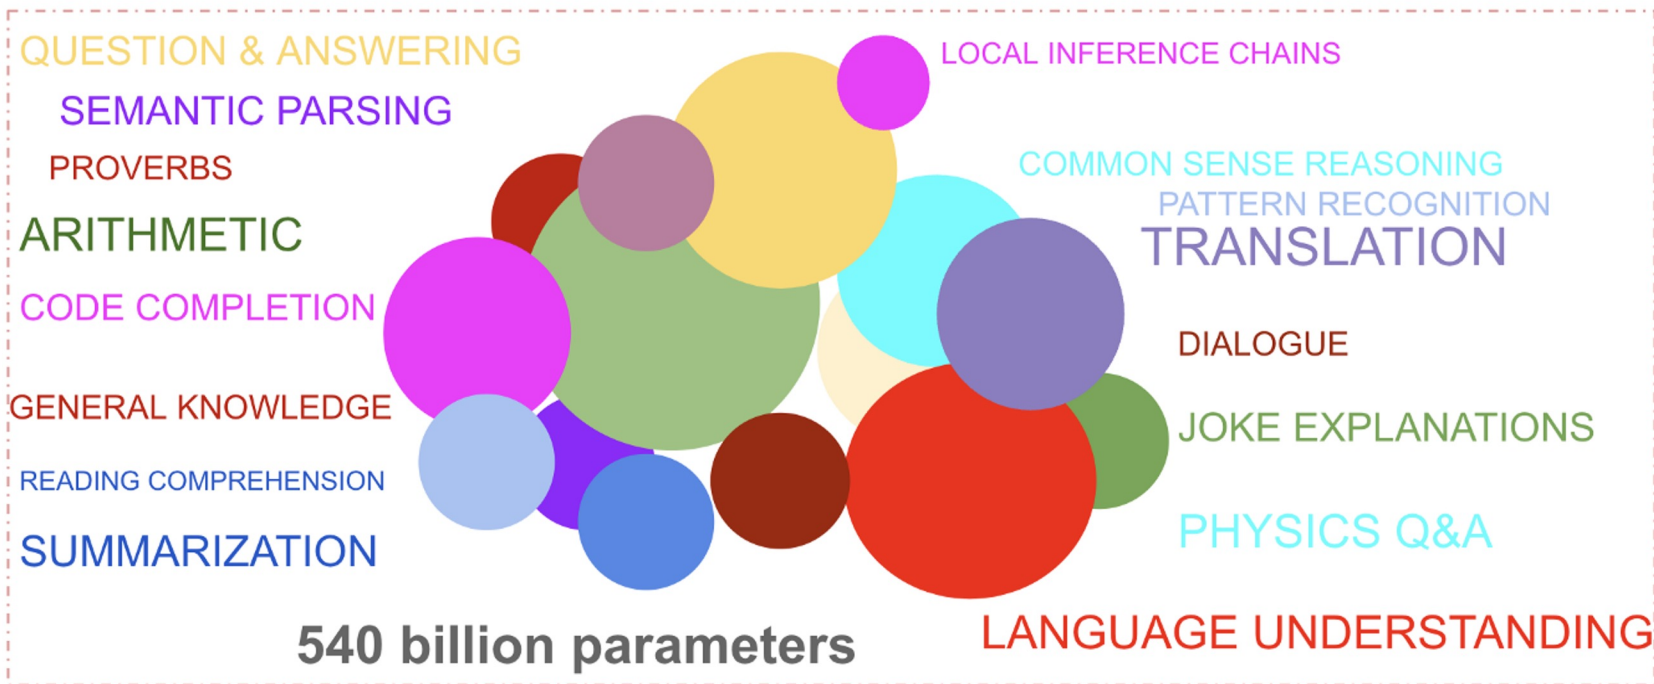 QUESTION & ANSWERING
SEMANTIC PARSING
PROVERBS
ARITHMETIC
CODE COMPLETION
GENERAL KNOWLEDGE
READING COMPREHENSION
SUMMARIZATION
540 billion parameters
LOCAL INFERENCE CHAINS
COMMON SENSE REASONING
PATTERN RECOGNITION
TRANSLATION
DIALOGUE
JOKE EXPLANATIONS
PHYSICS Q&A
LANGUAGE UNDERSTANDING